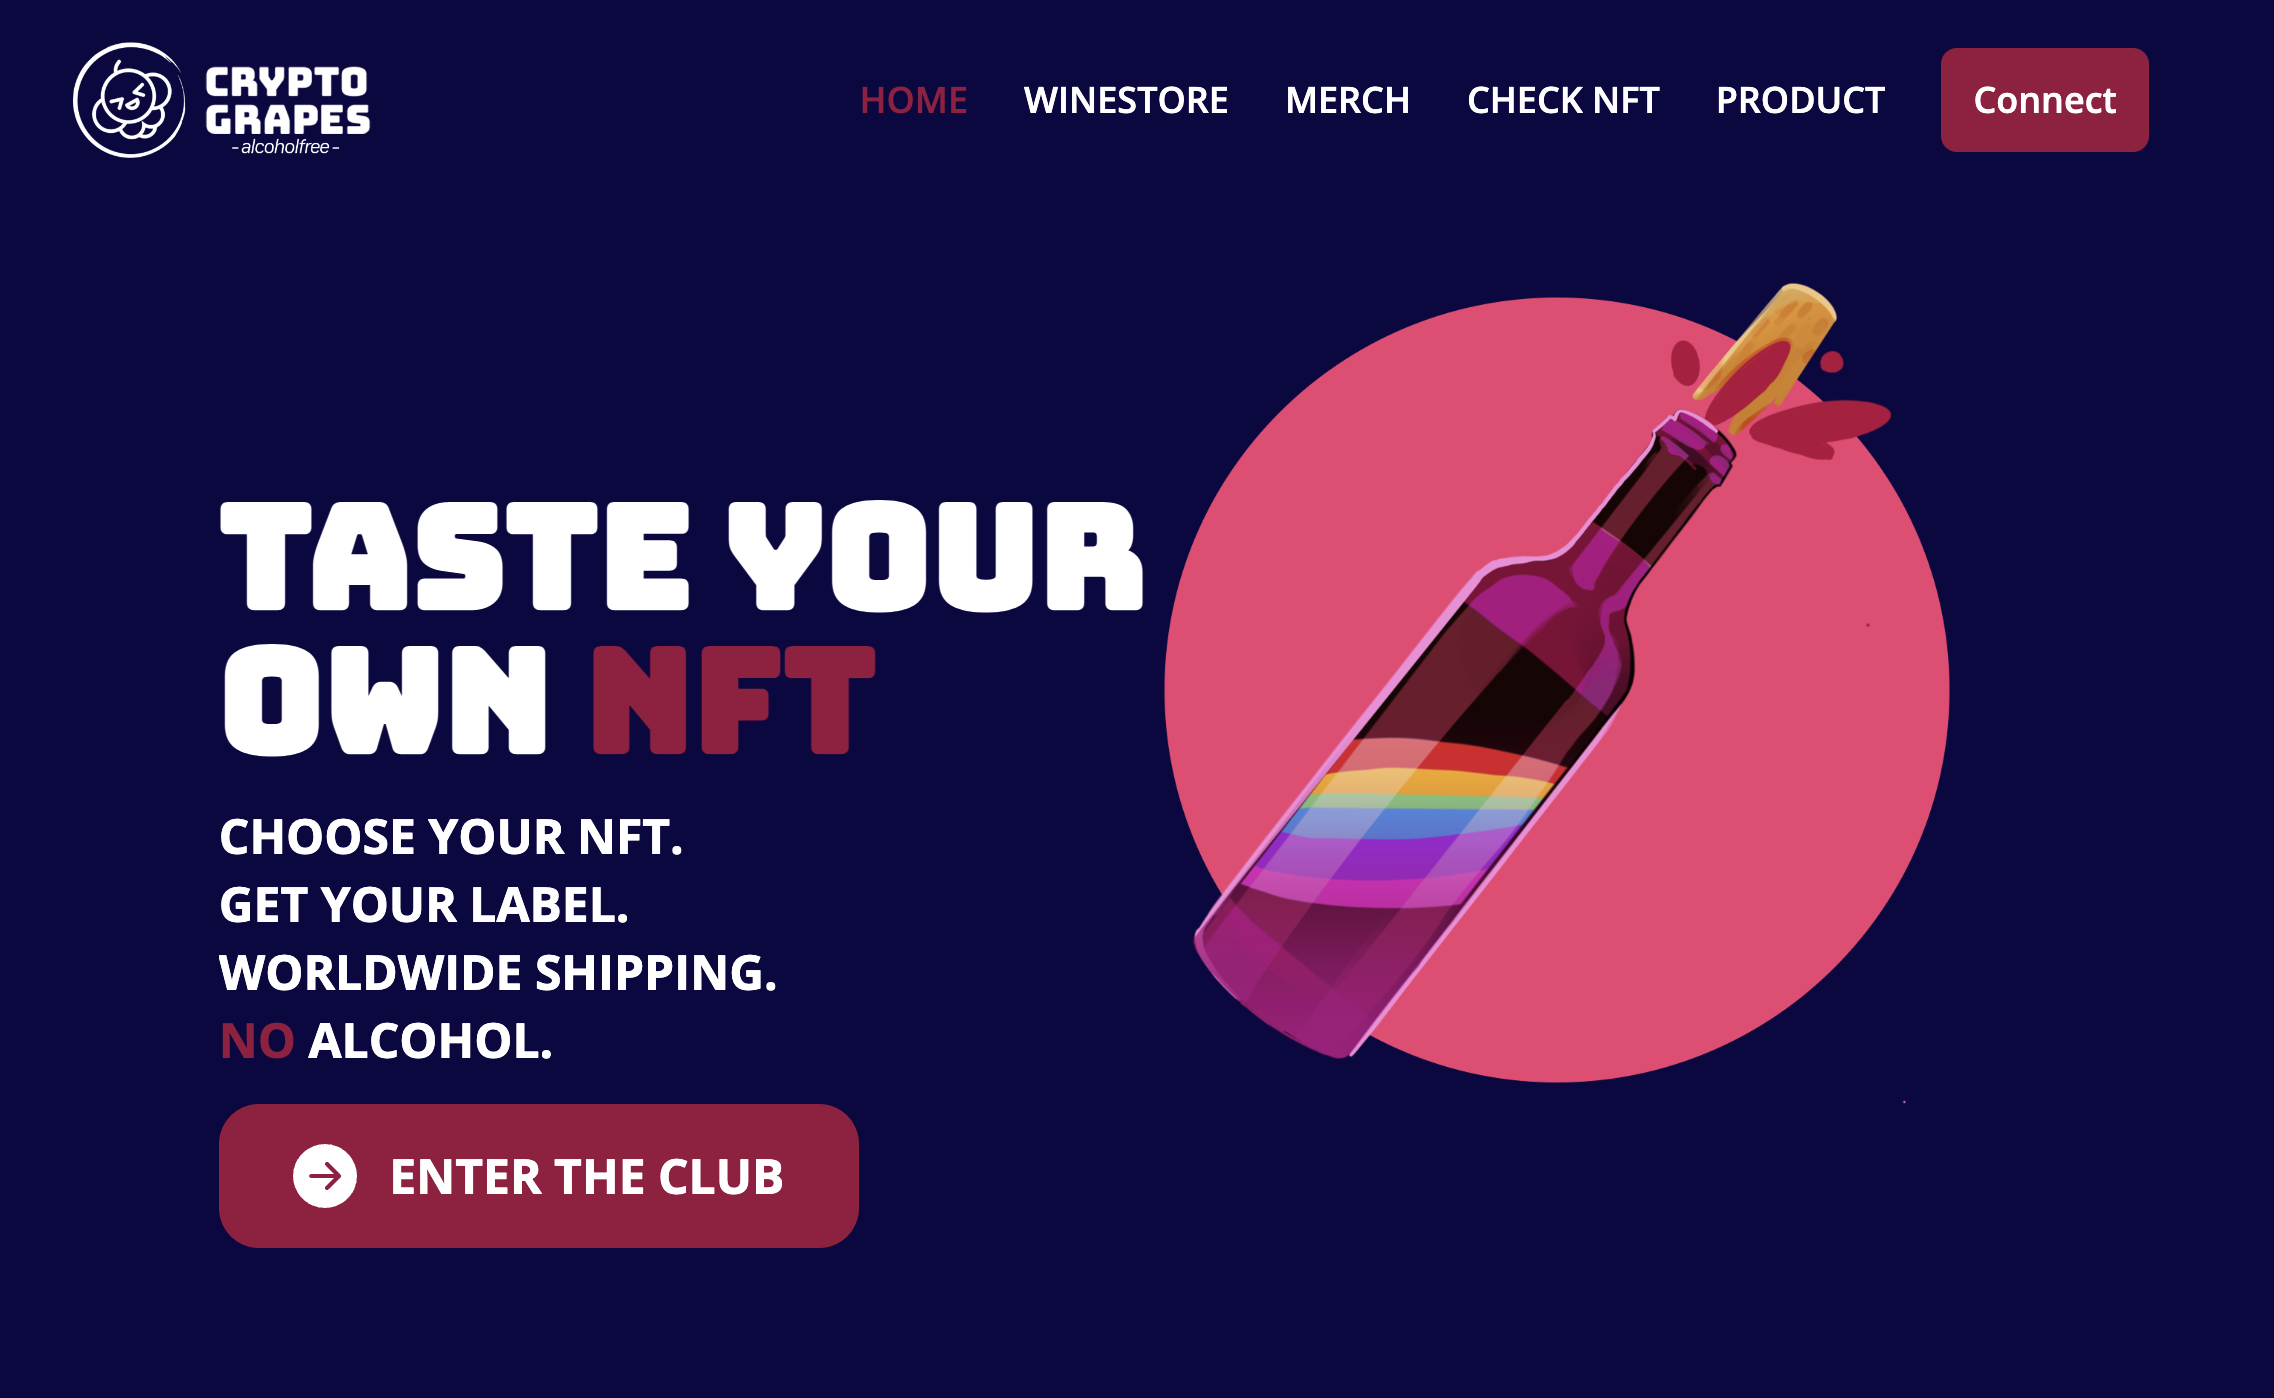 CRYPTO
GRAPES
- alcoholfree -
HOME WINESTORE MERCH CHECK NFT PRODUCT Connect
TASTE YOUR
OWN NFT
CHOOSE YOUR NFT.
GET YOUR LABEL.
WORLDWIDE SHIPPING.
NO ALCOHOL.
ENTER THE CLUB